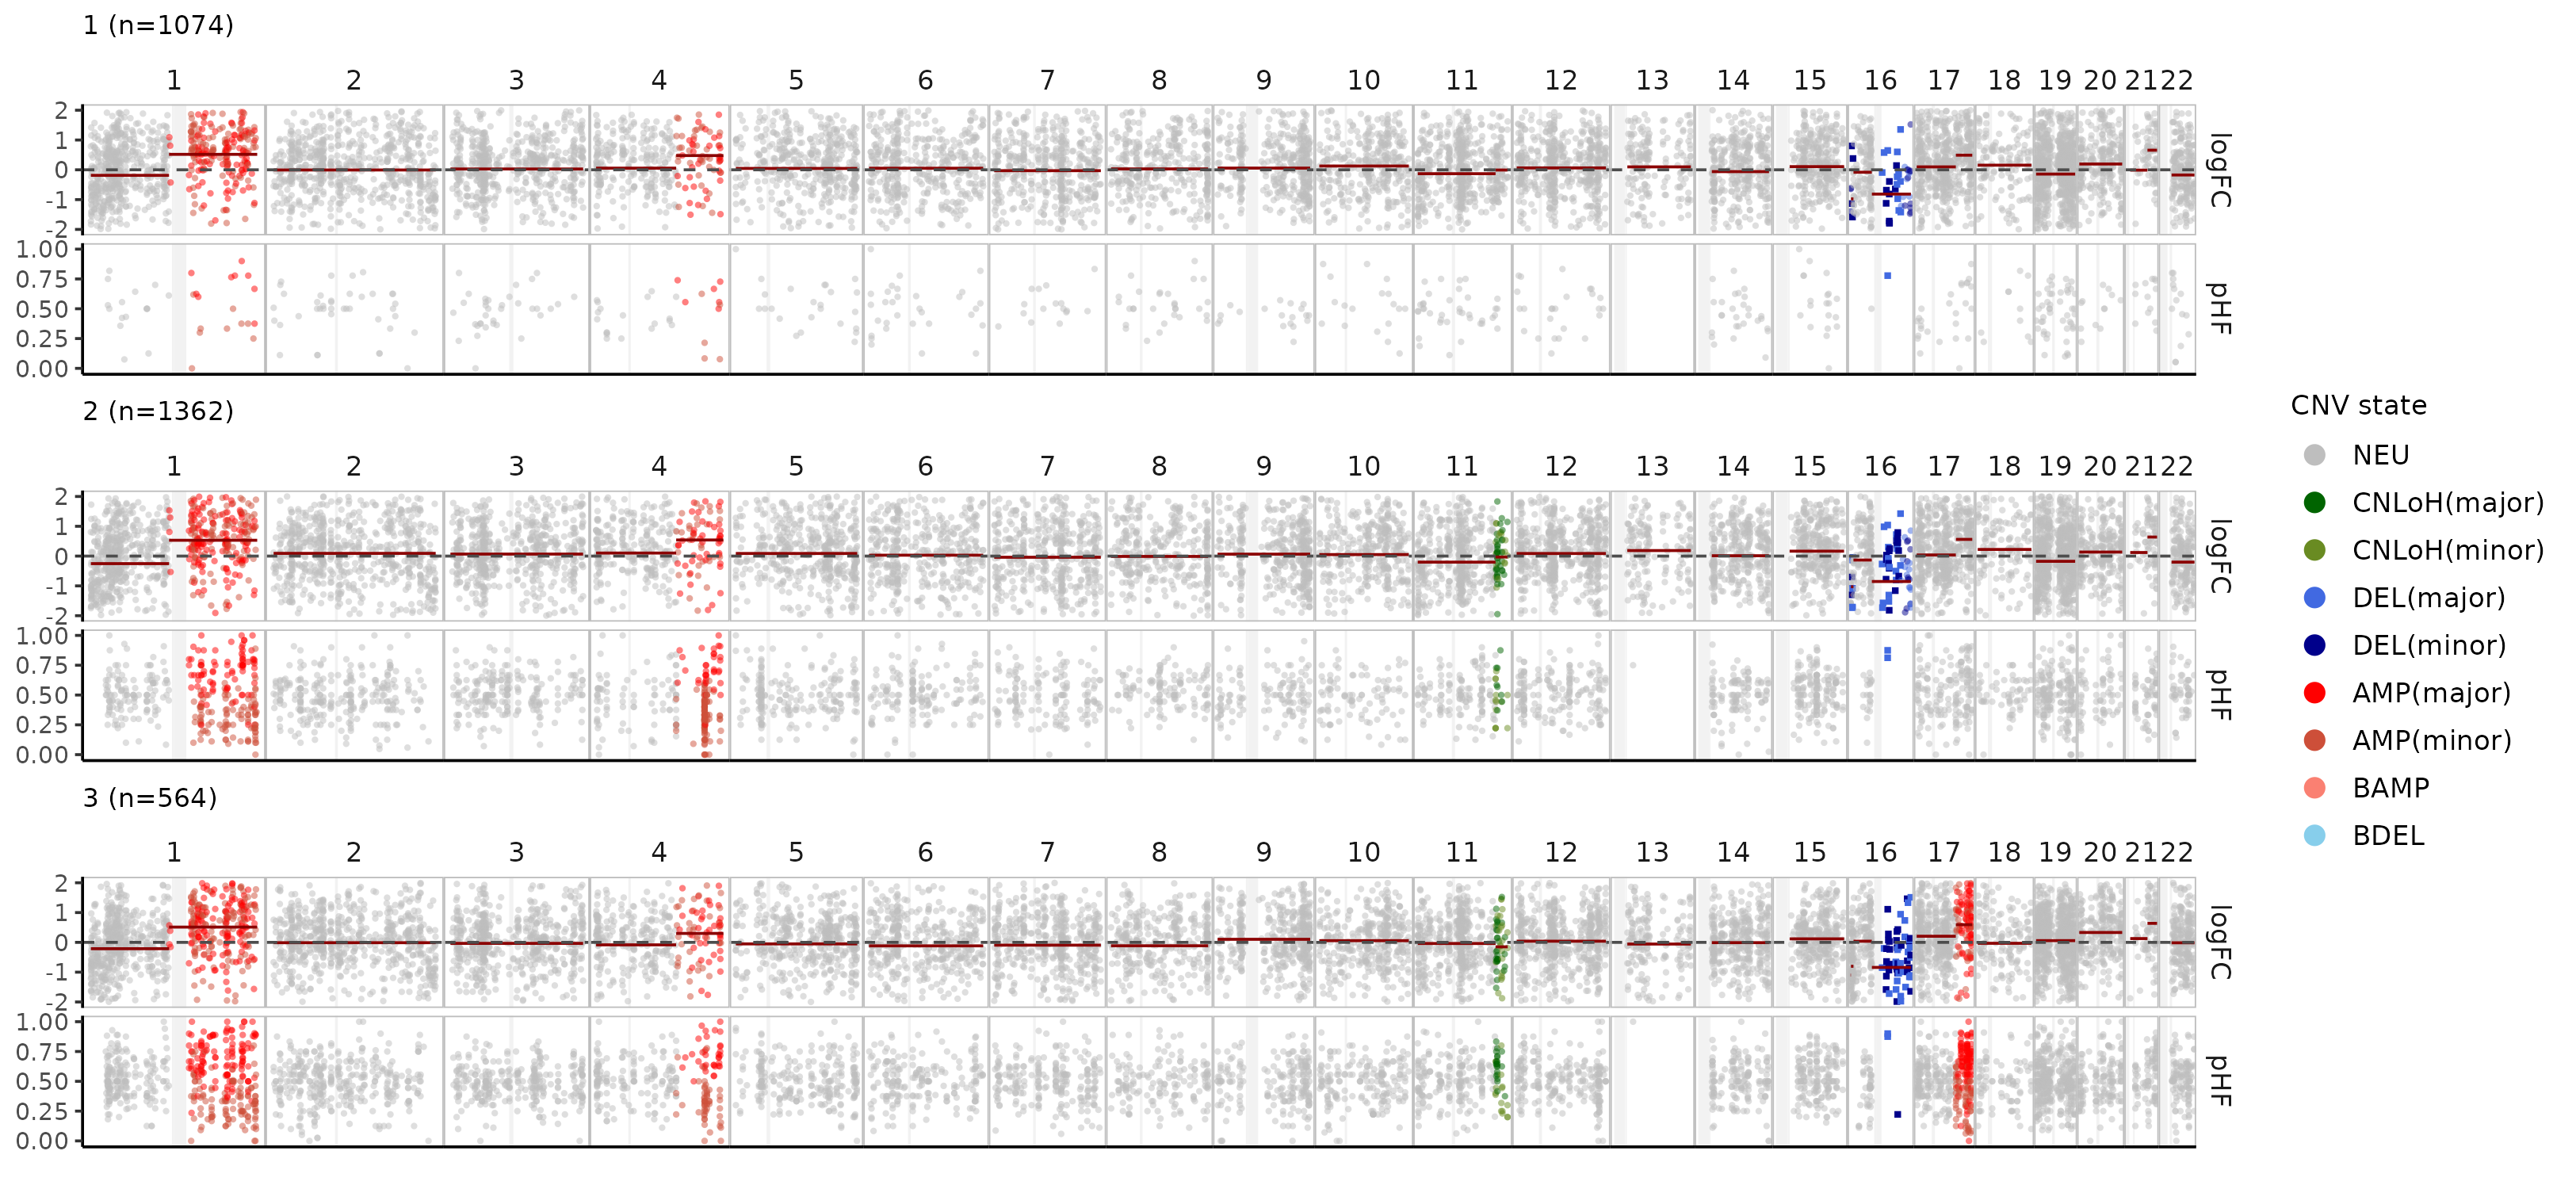 1 (n=1074)
1 2 3 4 5 6 7 8 9 10 11 12 13 14 15 16 17 18 19 20 21 22
2
1
0
-1
-2
logFC
1.00
0.75
0.50
0.25
0.00
pHF
2 (n=1362)
1 2 3 4 5 6 7 8 9 10 11 12 13 14 15 16 17 18 19 20 21 22
2
1
0
-1
-2
logFC
1.00
0.75
0.50
0.25
0.00
pHF
3 (n=564)
1 2 3 4 5 6 7 8 9 10 11 12 13 14 15 16 17 18 19 20 21 22
2
1
0
-1
-2
logFC
1.00
0.75
0.50
0.25
0.00
pHF
CNV state
NEU
CNLoH(major)
CNLoH(minor)
DEL(major)
DEL(minor)
AMP(major)
AMP(minor)
BAMP
BDEL